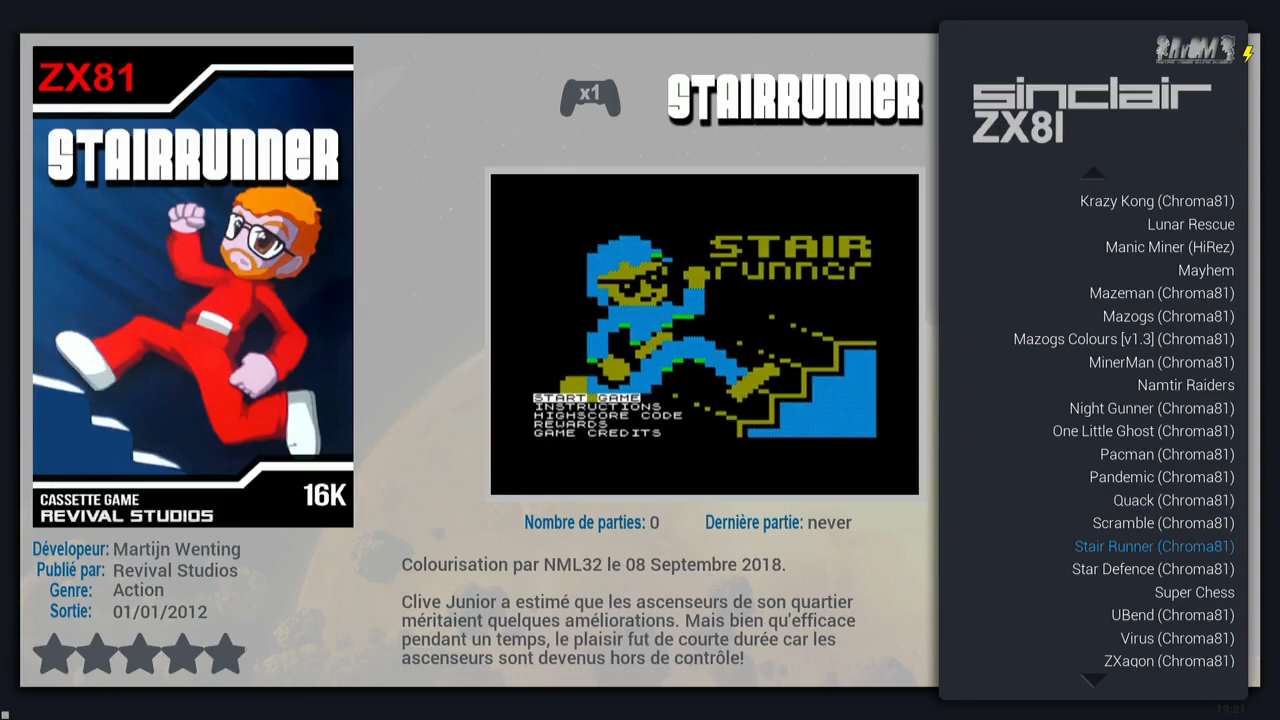 ZX81
STAIRRUNNER
CASSETTE GAME
REVIVAL STUDIOS
16K
x1
STAIRRUNNER
STAIR
runner
START GAME
INSTRUCTIONS
HIGHSCORE CODE
REWARDS
GAME CREDITS
Nombre de parties: 0
Dernière partie: never
Dévelopeur: Martijn Wenting
Publié par: Revival Studios
Genre: Action
Sortie: 01/01/2012
Colourisation par NML32 le 08 Septembre 2018.
Clive Junior a estimé que les ascenseurs de son quartier
méritaient quelques améliorations. Mais bien qu'efficace
pendant un temps, le plaisir fut de courte durée car les
ascenseurs sont devenus hors de contrôle!
sinclair
ZX81
Krazy Kong (Chroma81)
Lunar Rescue
Manic Miner (HiRez)
Mayhem
Mazeman (Chroma81)
Mazogs (Chroma81)
Mazogs Colours [v1.3] (Chroma81)
MinerMan (Chroma81)
Namtir Raiders
Night Gunner (Chroma81)
One Little Ghost (Chroma81)
Pacman (Chroma81)
Pandemic (Chroma81)
Quack (Chroma81)
Scramble (Chroma81)
Stair Runner (Chroma81)
Star Defence (Chroma81)
Super Chess
UBend (Chroma81)
Virus (Chroma81)
ZXagon (Chroma81)
19:21